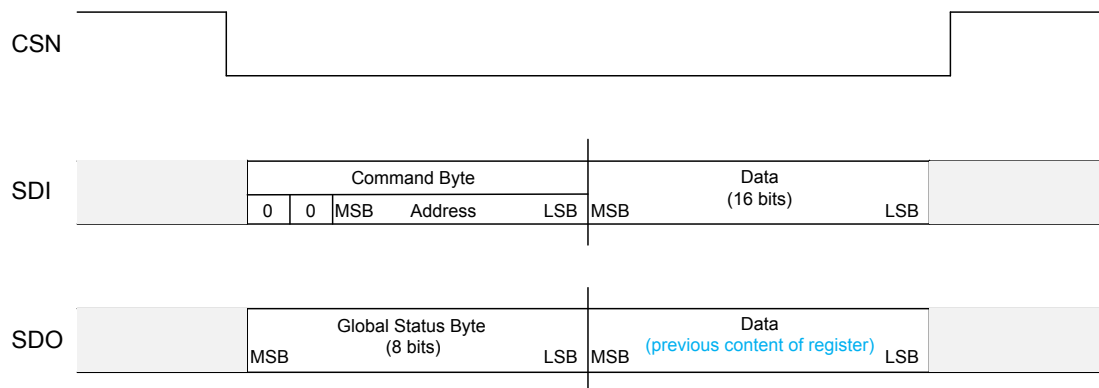 CSN
SDI
Command Byte
0 0 MSB Address LSB
Data
(16 bits)
MSB LSB
SDO
Global Status Byte
(8 bits)
MSB LSB
Data
(previous content of register)
MSB LSB